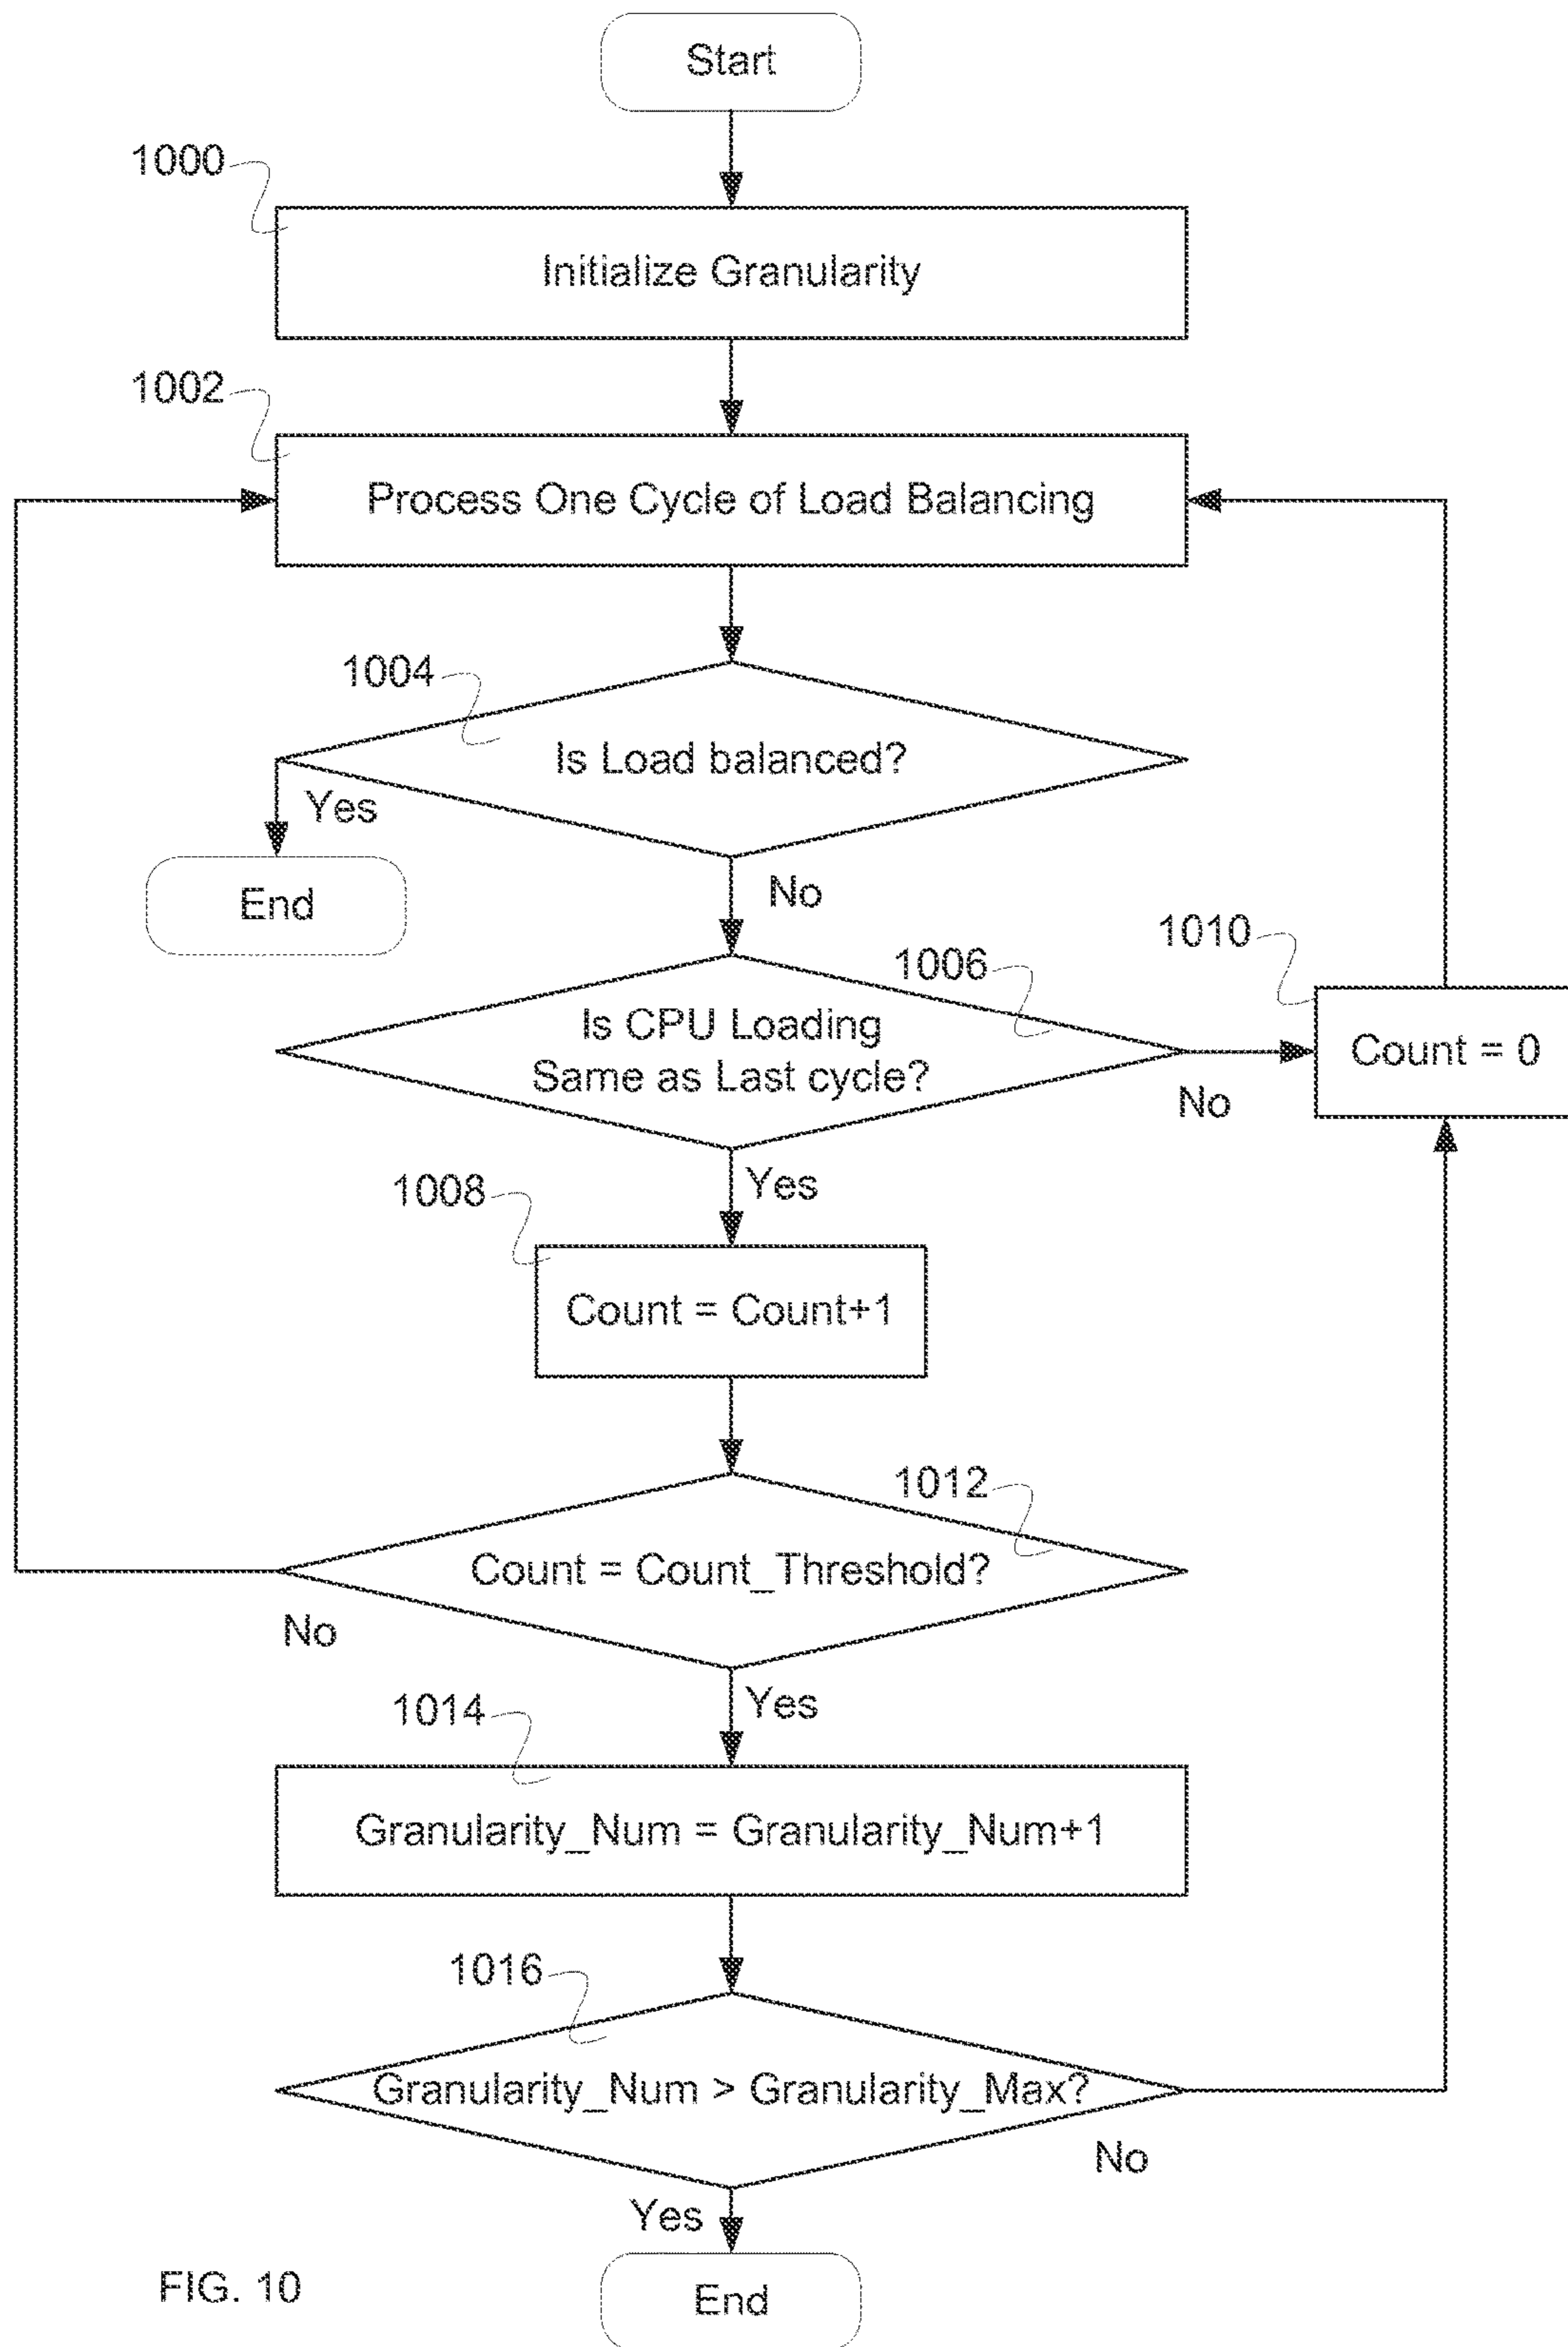 Start
1000
Initialize Granularity
1002
Process One Cycle of Load Balancing
1004
Is Load balanced?
Yes
End
No
1006
1010
Is CPU Loading
Same as Last cycle?
Count = 0
No
Yes
1008
Count = Count+1
1012
Count = Count_Threshold?
No
Yes
1014
Granularity_Num = Granularity_Num+1
1016
Granularity_Num > Granularity_Max?
No
Yes
End
FIG. 10